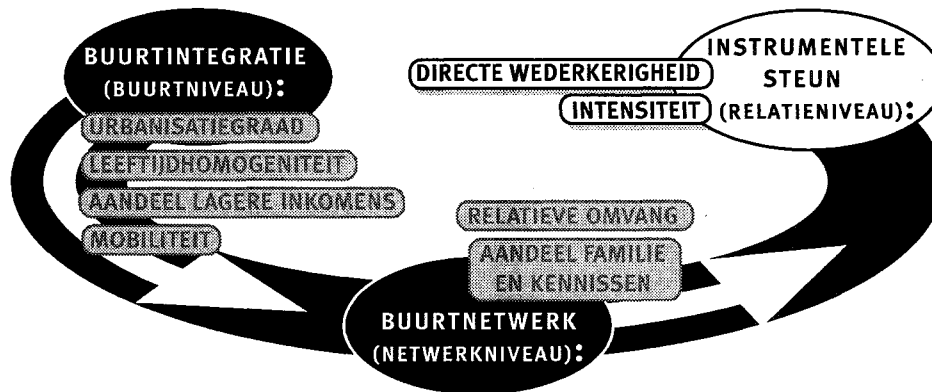 BUURTINTEGRATIE
(BUURTNIVEAU):
URBANISATIEGRAAD
LEEFTIJDHOMOGENITEIT
AANDEEL LAGERE INKOMENS
MOBILITEIT
INSTRUMENTELE
STEUN
(RELATIENIVEAU):
DIRECTE WEDERKERIGHEID
INTENSITEIT
BUURTNETWERK
(NETWERKNIVEAU):
RELATIEVE OMVANG
AANDEEL FAMILIE
EN KENNISSEN